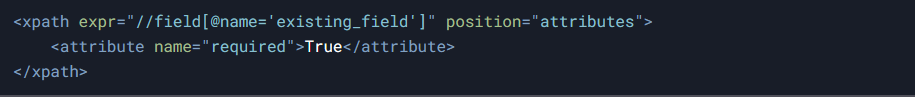 <xpath expr="//field[@name='existing_field']" position="attributes">
    <attribute name="required">True</attribute>
</xpath>